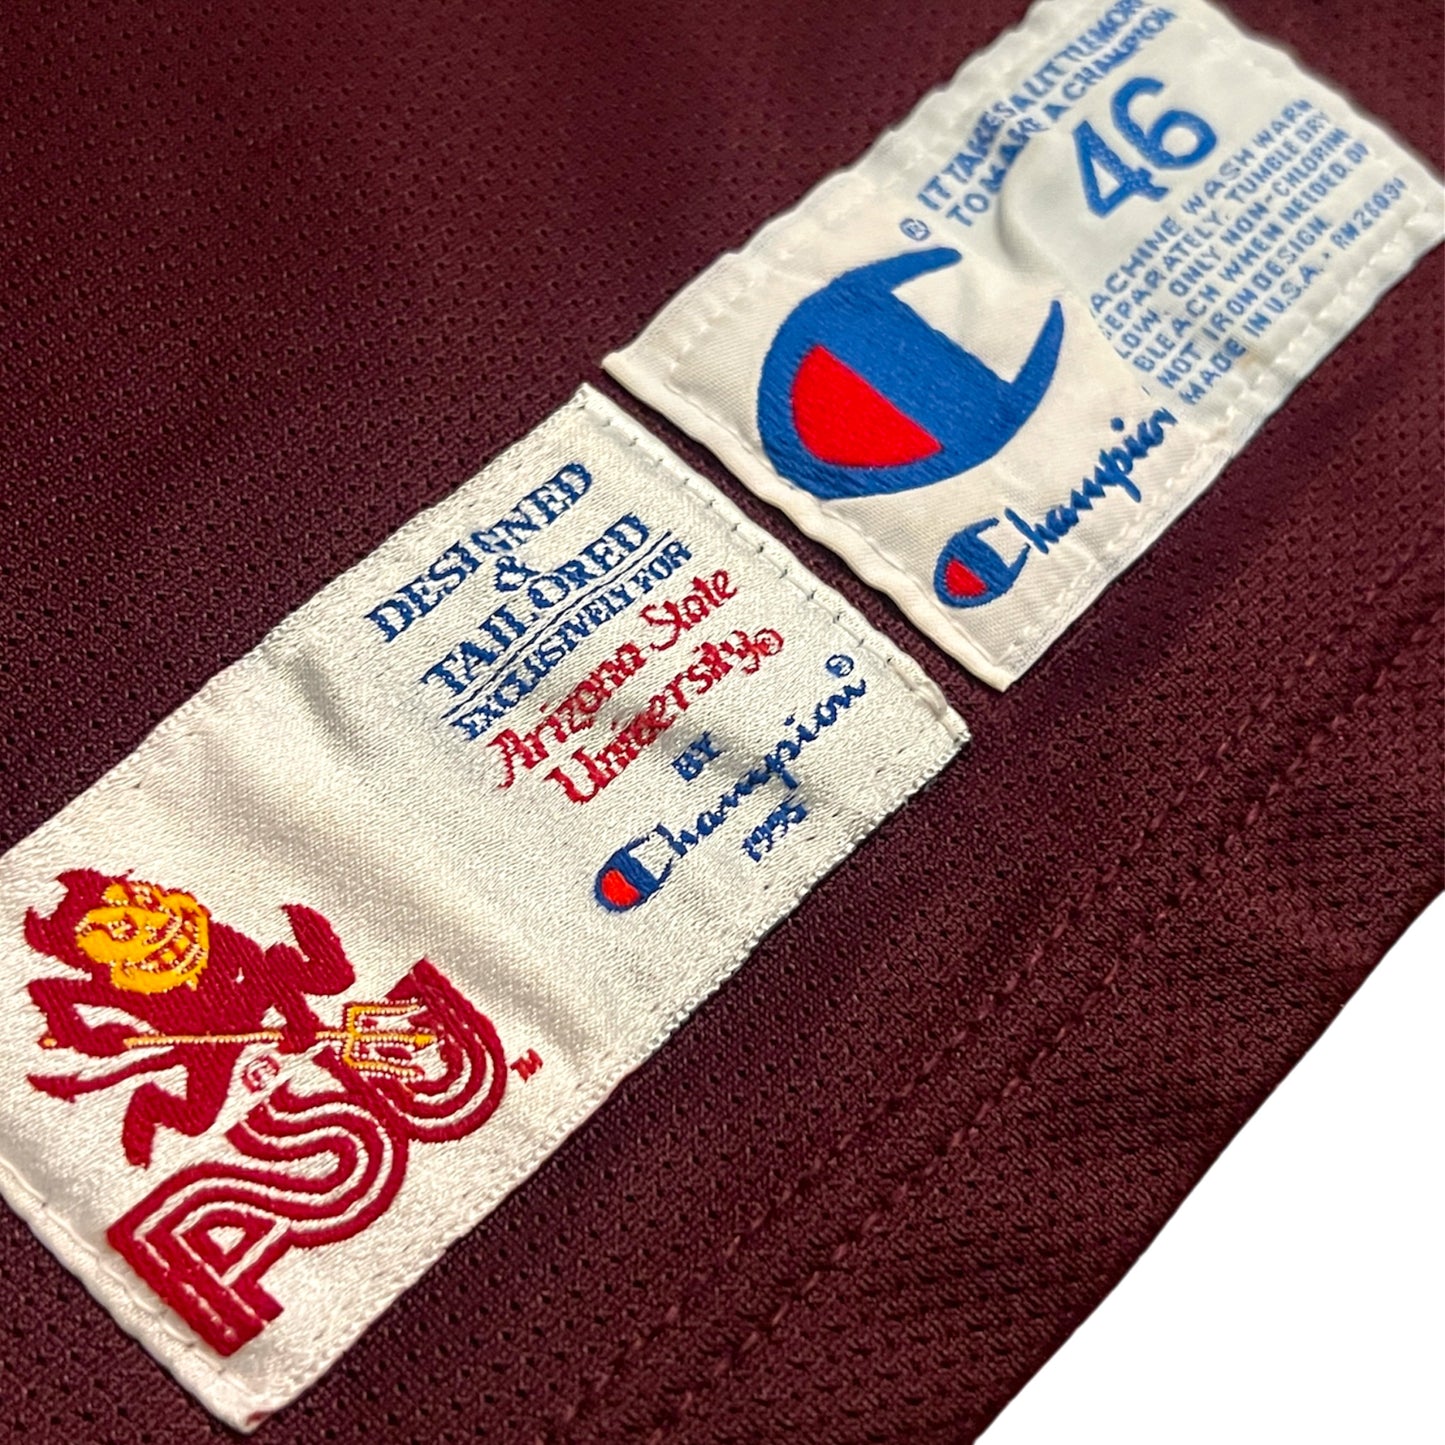 IT TAKES A LITTLE MORE
TO MAKE A CHAMPION
®
46
MACHINE WASH WARM
SEPARATELY, TUMBLE DRY
LOW, ONLY NON-CHLORINE
BLEACH WHEN NEEDED, DO
NOT IRON DESIGN.
MADE IN U.S.A. • RN26094
Champion
DESIGNED
&
TAILORED
EXCLUSIVELY FOR
Arizona State
University®
BY
Champion®
1995
®
ASU™